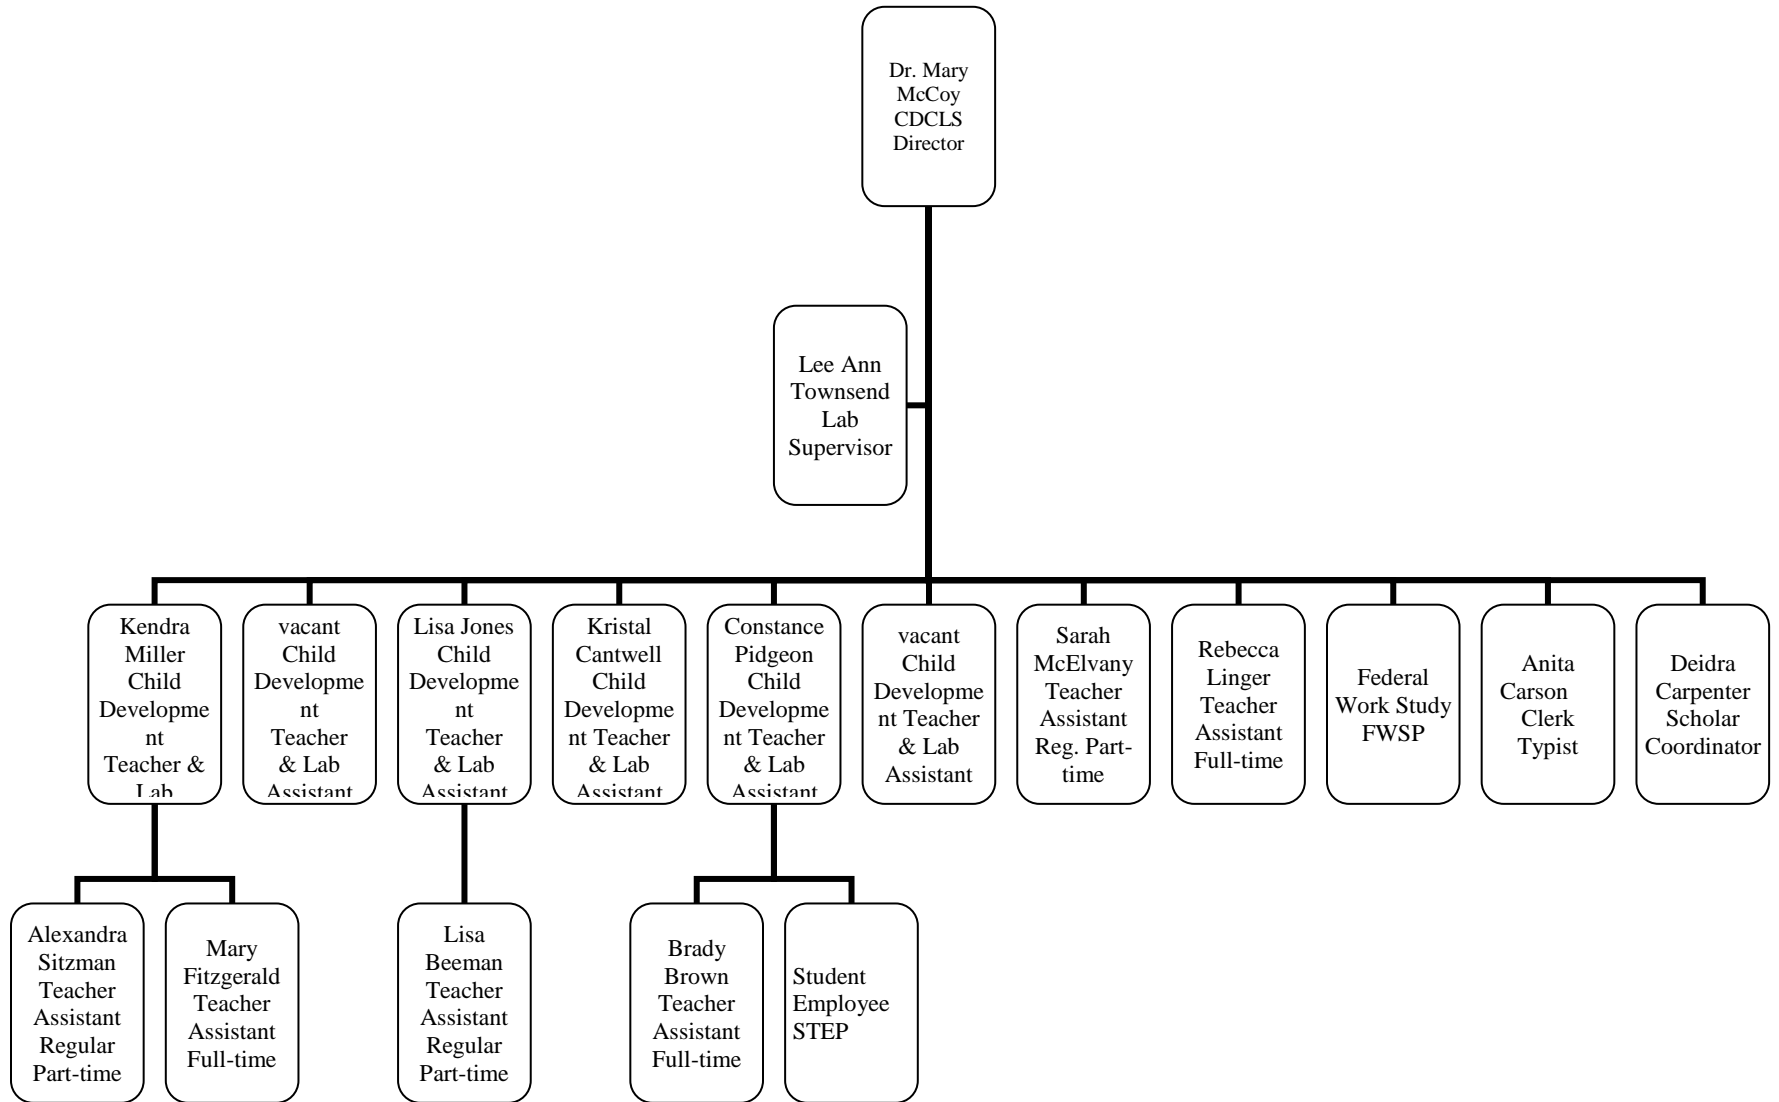 Dr. Mary
McCoy
CDCLS
Director
Lee Ann
Townsend
Lab
Supervisor
Kendra
Miller
Child
Developme
nt
Teacher &
Lab
vacant
Child
Developme
nt
Teacher
& Lab
Assistant
Lisa Jones
Child
Developme
nt
Teacher
& Lab
Assistant
Kristal
Cantwell
Child
Developme
nt Teacher
& Lab
Assistant
Constance
Pidgeon
Child
Developme
nt Teacher
& Lab
Assistant
vacant
Child
Developme
nt Teacher
& Lab
Assistant
Sarah
McElvany
Teacher
Assistant
Reg. Part-
time
Rebecca
Linger
Teacher
Assistant
Full-time
Federal
Work Study
FWSP
Anita
Carson
Clerk
Typist
Deidra
Carpenter
Scholar
Coordinator
Alexandra
Sitzman
Teacher
Assistant
Regular
Part-time
Mary
Fitzgerald
Teacher
Assistant
Full-time
Lisa
Beeman
Teacher
Assistant
Regular
Part-time
Brady
Brown
Teacher
Assistant
Full-time
Student
Employee
STEP